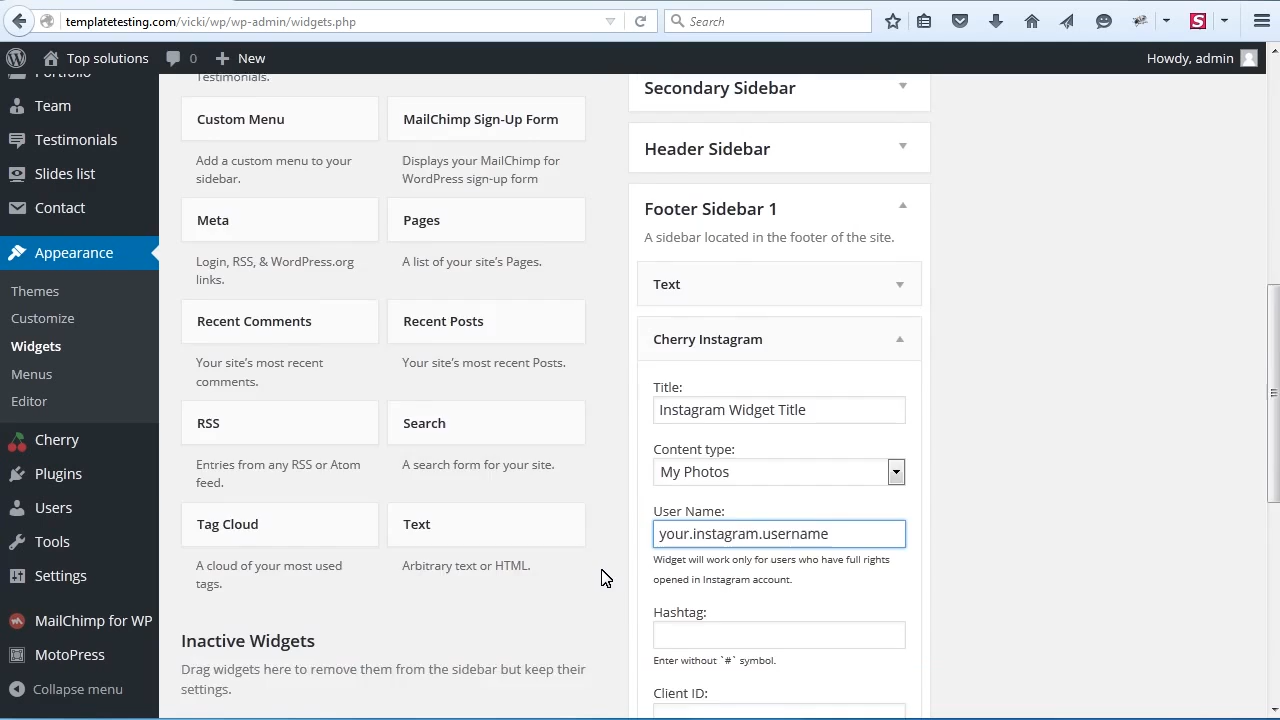 templatetesting.com/vicki/wp/wp-admin/widgets.php
Search
S
Top solutions
0
New
Howdy, admin
Portfolio
Team
Testimonials
Slides list
Contact
Appearance
Themes
Customize
Widgets
Menus
Editor
Cherry
Plugins
Users
Tools
Settings
MailChimp for WP
MotoPress
Collapse menu
Testimonials.
Custom Menu
Add a custom menu to your
sidebar.
MailChimp Sign-Up Form
Displays your MailChimp for
WordPress sign-up form
Meta
Login, RSS, & WordPress.org
links.
Pages
A list of your site's Pages.
Recent Comments
Your site's most recent
comments.
Recent Posts
Your site's most recent Posts.
RSS
Entries from any RSS or Atom
feed.
Search
A search form for your site.
Tag Cloud
A cloud of your most used
tags.
Text
Arbitrary text or HTML.
Inactive Widgets
Drag widgets here to remove them from the sidebar but keep their
settings.
Secondary Sidebar
Header Sidebar
Footer Sidebar 1
A sidebar located in the footer of the site.
Text
Cherry Instagram
Title:
Instagram Widget Title
Content type:
My Photos
User Name:
your.instagram.username
Widget will work only for users who have full rights
opened in Instagram account.
Hashtag:
Enter without `#` symbol.
Client ID: